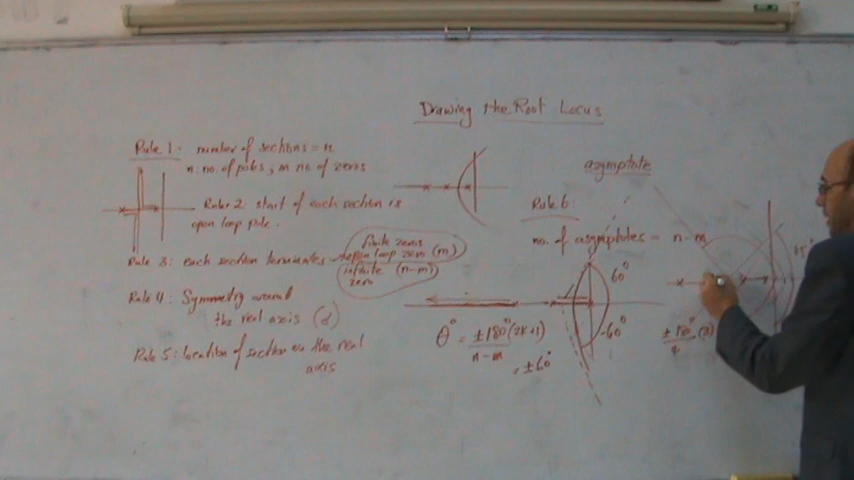 Drawing the Root Locus
Rule 1: number of sections = n
n: no. of poles, m no. of zeros
Rule 2: start of each section is
open loop pole.
Rule 3: each section terminates open loop zero (m)
finite zeros
infinite (n-m)
zero
Rule 4: Symmetry around
the real axis (σ)
Rule 5: location of section on the real
axis
asymptote
Rule 6:
no. of asymptotes = n-m
60°
-60°
θ° = ±180°(2k+1)
n-m
= ±60°
45°
±180°
4